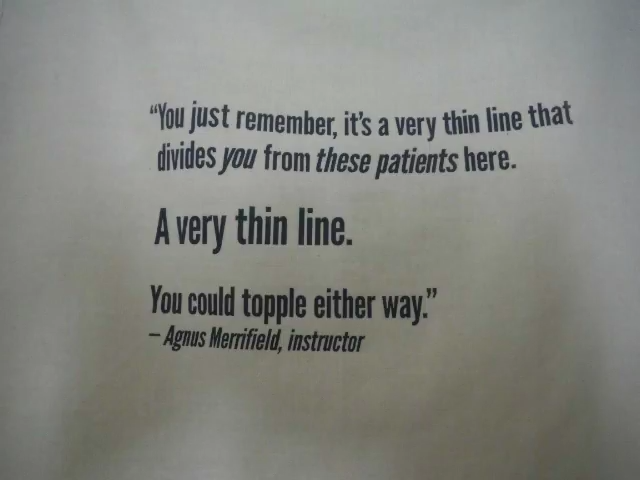 “You just remember, it’s a very thin line that
divides you from these patients here.
A very thin line.
You could topple either way.”
– Agnus Merrifield, instructor